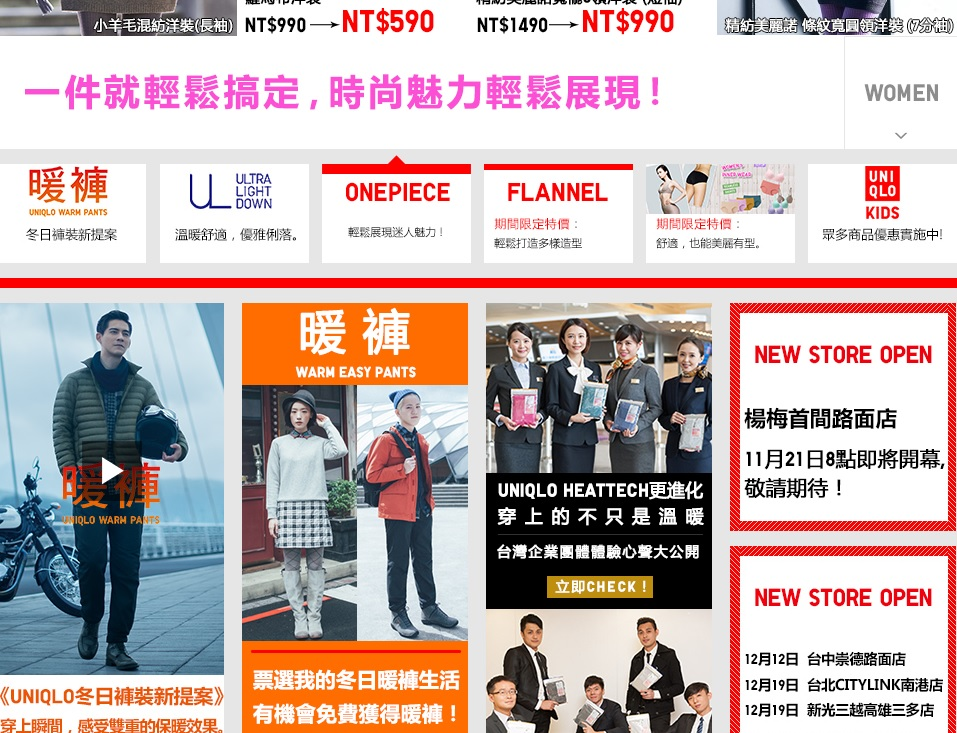 小羊毛混紡洋裝(長袖)
NT$990 → NT$590
NT$1490 → NT$990
精紡美麗諾 條紋寬圓領洋裝 (7分袖)
一件就輕鬆搞定，時尚魅力輕鬆展現！
WOMEN
暖褲
UNIQLO WARM PANTS
冬日褲裝新提案
UL ULTRA
LIGHT
DOWN
溫暖舒適，優雅俐落。
ONEPIECE
輕鬆展現迷人魅力！
FLANNEL
期間限定特價：
輕鬆打造多樣造型
期間限定特價：
舒適，也能美麗有型。
UNI
QLO
KIDS
眾多商品優惠實施中!
暖褲
UNIQLO WARM PANTS
《UNIQLO冬日褲裝新提案》
穿上瞬間，感受雙重的保暖效果。
暖褲
WARM EASY PANTS
票選我的冬日暖褲生活
有機會免費獲得暖褲！
UNIQLO HEATTECH更進化
穿上的不只是溫暖
台灣企業團體體驗心聲大公開
立即CHECK！
NEW STORE OPEN
楊梅首間路面店
11月21日8點即將開幕,
敬請期待！
NEW STORE OPEN
12月12日 台中崇德路面店
12月19日 台北CITYLINK南港店
12月19日 新光三越高雄三多店